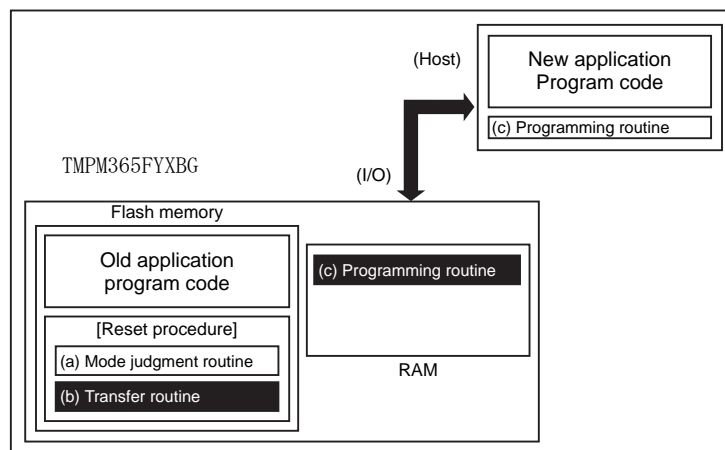 (Host)
New application
Program code
(c) Programming routine
TMPM365FYXBG
(I/O)
Flash memory
Old application
program code
[Reset procedure]
(a) Mode judgment routine
(b) Transfer routine
(c) Programming routine
RAM